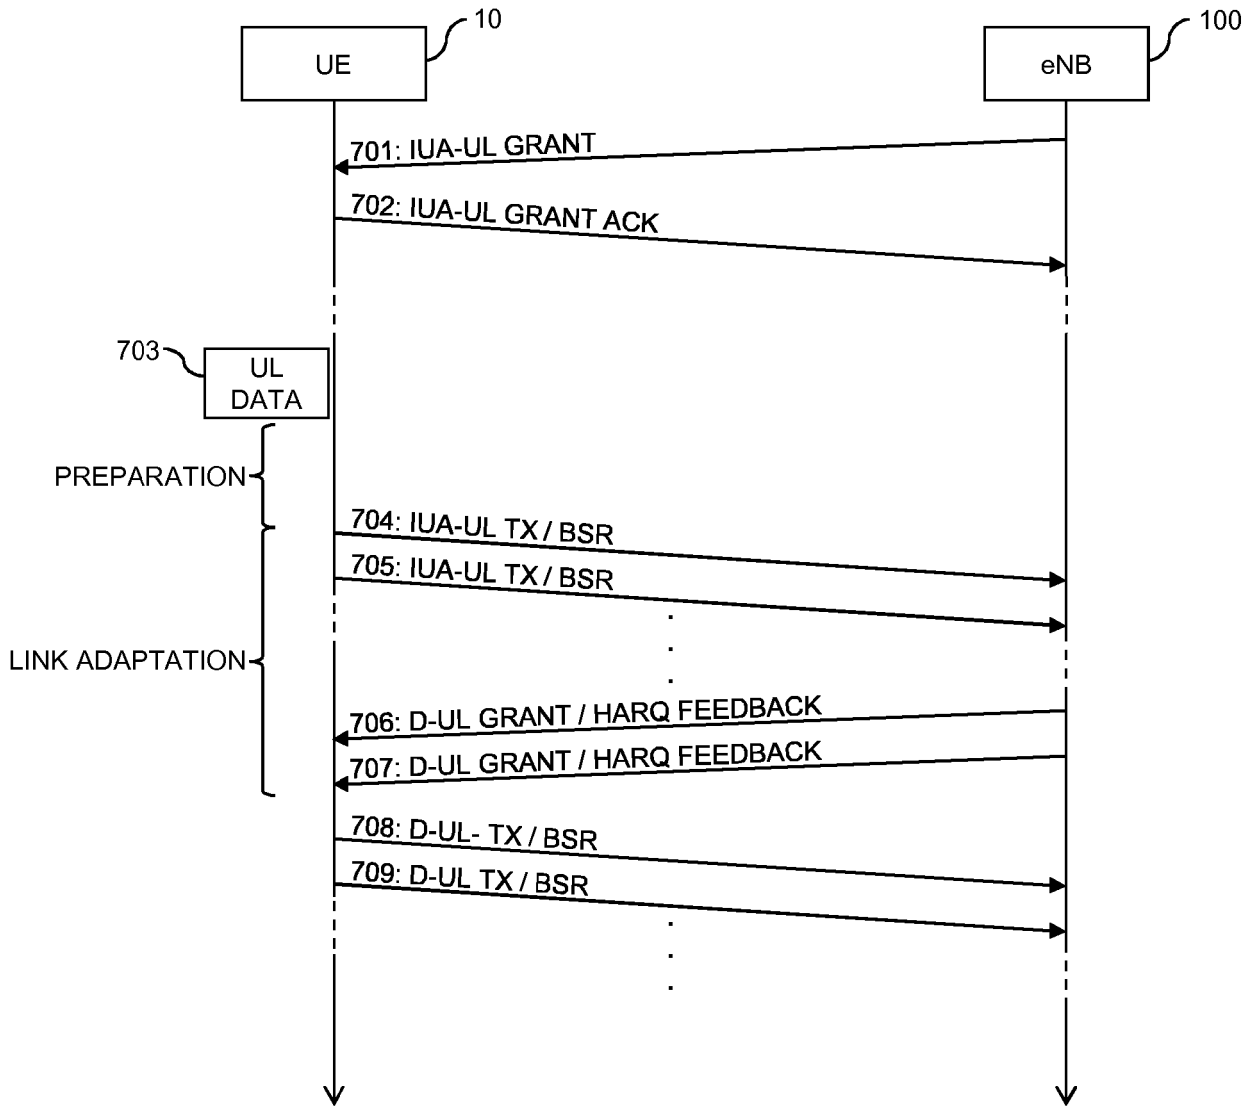 10
100
UE
eNB
701: IUA-UL GRANT
702: IUA-UL GRANT ACK
703
UL
DATA
PREPARATION
704: IUA-UL TX / BSR
705: IUA-UL TX / BSR
LINK ADAPTATION
706: D-UL GRANT / HARQ FEEDBACK
707: D-UL GRANT / HARQ FEEDBACK
708: D-UL- TX / BSR
709: D-UL TX / BSR